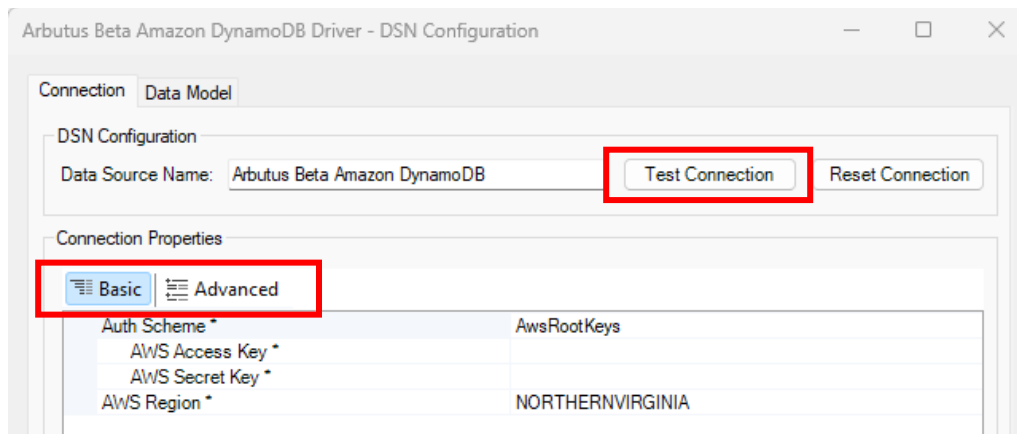 Arbutus Beta Amazon DynamoDB Driver - DSN Configuration
Connection Data Model
DSN Configuration
Data Source Name: Arbutus Beta Amazon DynamoDB Test Connection Reset Connection
Connection Properties
Basic Advanced
Auth Scheme * AwsRootKeys
AWS Access Key *
AWS Secret Key *
AWS Region * NORTHERNVIRGINIA